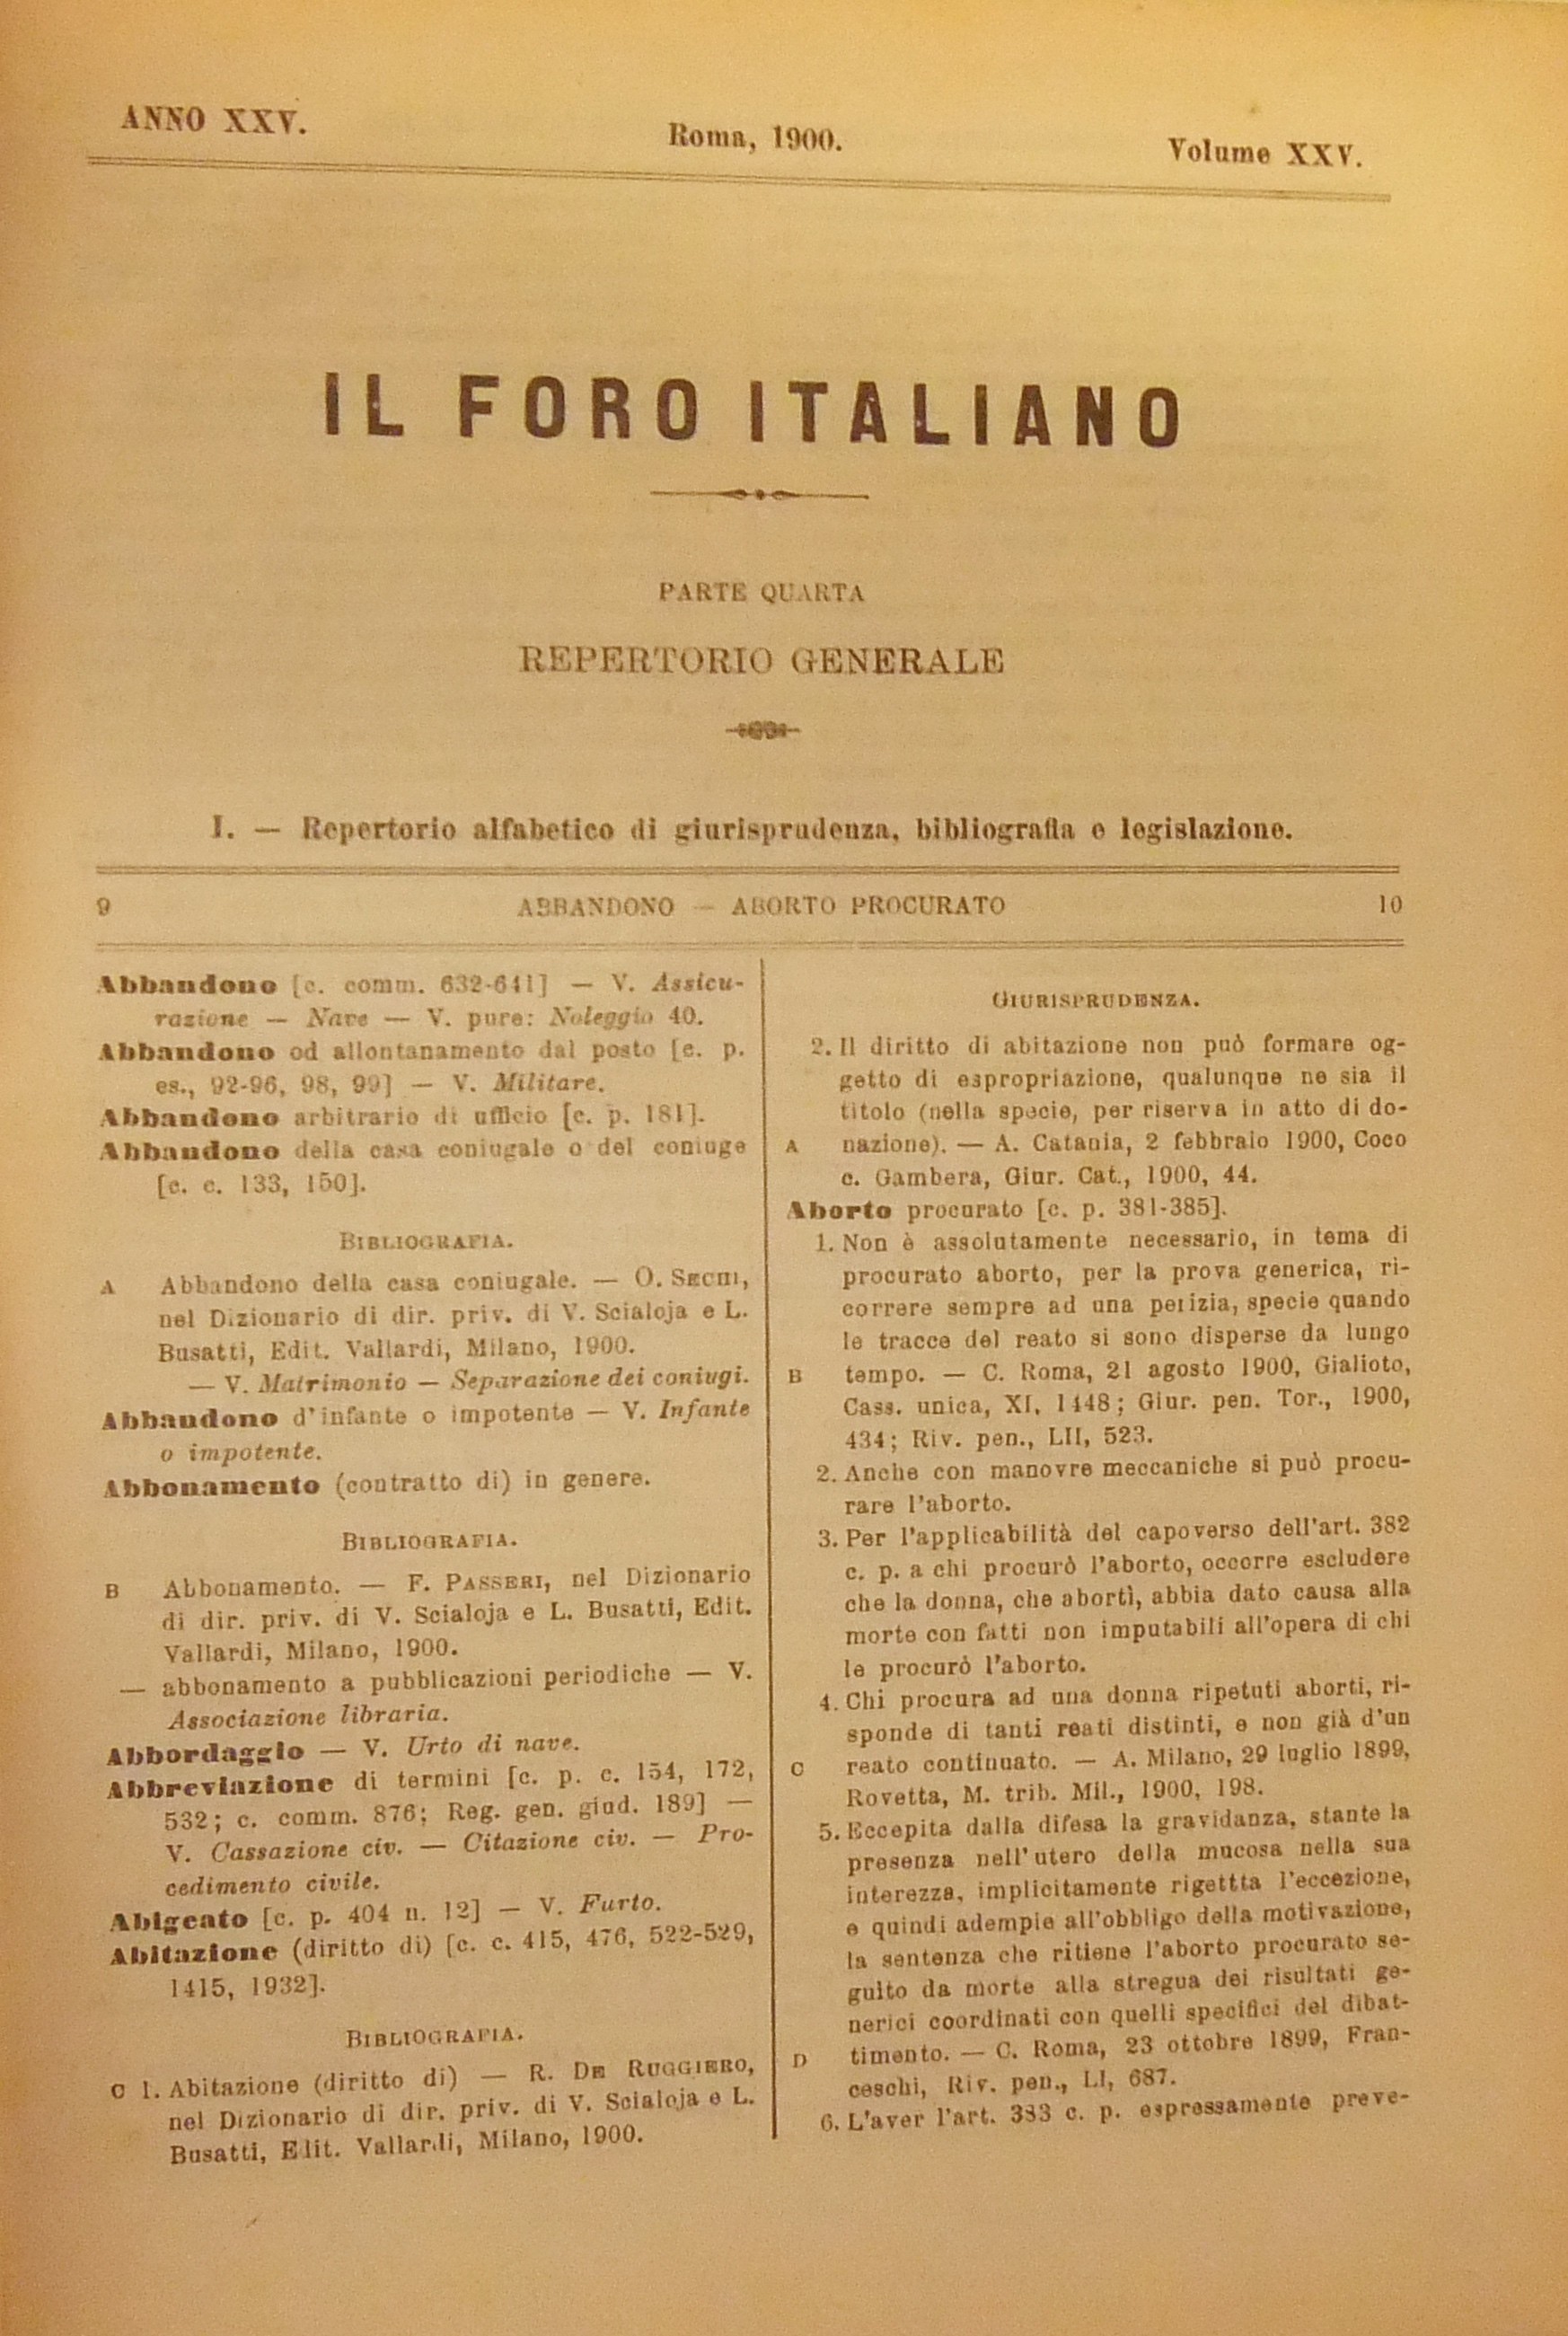 ANNO XXV.
Roma, 1900.
Volume XXV.
IL FORO ITALIANO
PARTE QUARTA
REPERTORIO GENERALE
I. — Repertorio alfabetico di giurisprudenza, bibliografia e legislazione.
9
ABBANDONO — ABORTO PROCURATO
10
Abbandono [c. comm. 632-641] — V. Assicu-
razione — Nave — V. pure: Noleggio 40.
Abbandono od allontanamento dal posto [c. p.
es., 92-96, 98, 99] — V. Militare.
Abbandono arbitrario di ufficio [c. p. 181].
Abbandono della casa coniugale o del coniuge
[c. c. 133, 150].
BIBLIOGRAFIA.
A Abbandono della casa coniugale. — O. SECHI,
nel Dizionario di dir. priv. di V. Scialoja e L.
Busatti, Edit. Vallardi, Milano, 1900.
— V. Matrimonio — Separazione dei coniugi.
Abbandono d'infante o impotente — V. Infante
o impotente.
Abbonamento (contratto di) in genere.
BIBLIOGRAFIA.
B Abbonamento. — F. PASSERI, nel Dizionario
di dir. priv. di V. Scialoja e L. Busatti, Edit.
Vallardi, Milano, 1900.
— abbonamento a pubblicazioni periodiche — V.
Associazione libraria.
Abbordaggio — V. Urto di nave.
Abbreviazione di termini [c. p. c. 154, 172,
532; c. comm. 876; Reg. gen. giud. 189] —
V. Cassazione civ. — Citazione civ. — Pro-
cedimento civile.
Abigeato [c. p. 404 n. 12] — V. Furto.
Abitazione (diritto di) [c. c. 415, 476, 522-529,
1415, 1932].
BIBLIOGRAFIA.
C 1. Abitazione (diritto di) — R. DE RUGGIERO,
nel Dizionario di dir. priv. di V. Scialoja e L.
Busatti, Edit. Vallardi, Milano, 1900.
GIURISPRUDENZA.
2. Il diritto di abitazione non può formare og-
getto di espropriazione, qualunque ne sia il
titolo (nella specie, per riserva in atto di do-
A nazione). — A. Catania, 2 febbraio 1900, Coco
c. Gambera, Giur. Cat., 1900, 44.
Aborto procurato [c. p. 381-385].
1. Non è assolutamente necessario, in tema di
procurato aborto, per la prova generica, ri-
correre sempre ad una perizia, specie quando
le tracce del reato si sono disperse da lungo
B tempo. — C. Roma, 21 agosto 1900, Gialioto,
Cass. unica, XI, 1448; Giur. pen. Tor., 1900,
434; Riv. pen., LII, 523.
2. Anche con manovre meccaniche si può procu-
rare l'aborto.
3. Per l'applicabilità del capoverso dell'art. 382
c. p. a chi procurò l'aborto, occorre escludere
che la donna, che abortì, abbia dato causa alla
morte con fatti non imputabili all'opera di chi
le procurò l'aborto.
4. Chi procura ad una donna ripetuti aborti, ri-
sponde di tanti reati distinti, e non già d'un
C reato continuato. — A. Milano, 29 luglio 1899,
Rovetta, M. trib. Mil., 1900, 198.
5. Eccepita dalla difesa la gravidanza, stante la
presenza nell'utero della mucosa nella sua
interezza, implicitamente rigettta l'eccezione,
e quindi adempie all'obbligo della motivazione,
la sentenza che ritiene l'aborto procurato se-
guito da morte alla stregua dei risultati ge-
nerici coordinati con quelli specifici del dibat-
D timento. — C. Roma, 23 ottobre 1899, Fran-
ceschi, Riv. pen., LI, 687.
6. L'aver l'art. 383 c. p. espressamente preve-